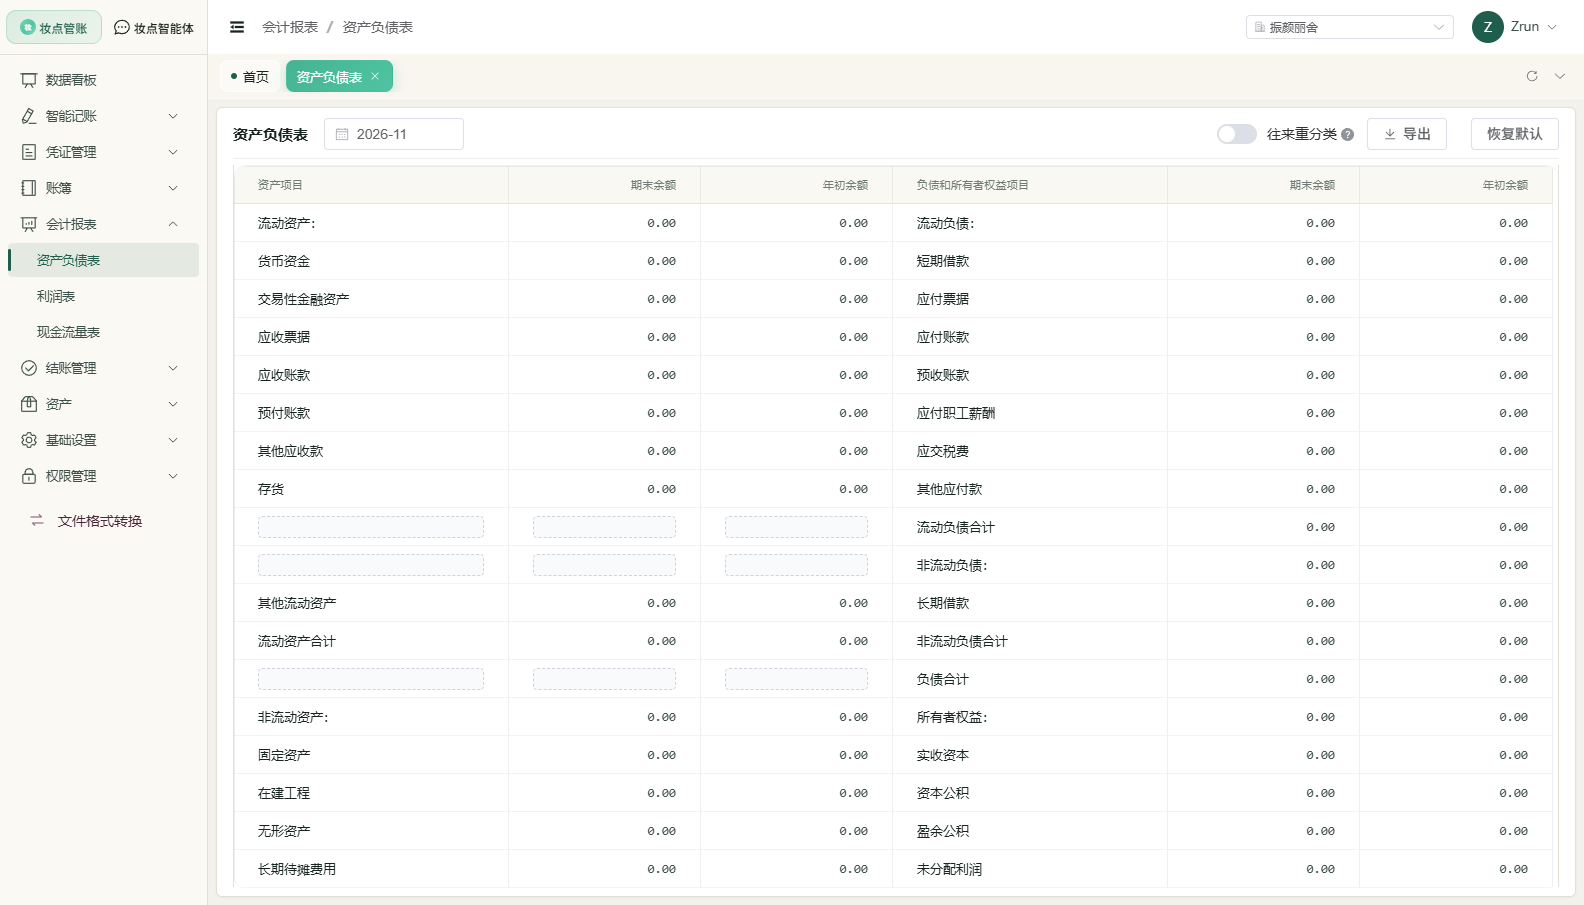 妆点管账 妆点智能体
会计报表 / 资产负债表
振颜丽舍
Z Zrun
数据看板
智能记账
凭证管理
账簿
会计报表
资产负债表
利润表
现金流量表
结账管理
资产
基础设置
权限管理
文件格式转换
首页 资产负债表
资产负债表 2026-11 往来重分类 导出 恢复默认
资产项目 期末余额 年初余额 负债和所有者权益项目 期末余额 年初余额
流动资产: 0.00 0.00 流动负债: 0.00 0.00
货币资金 0.00 0.00 短期借款 0.00 0.00
交易性金融资产 0.00 0.00 应付票据 0.00 0.00
应收票据 0.00 0.00 应付账款 0.00 0.00
应收账款 0.00 0.00 预收账款 0.00 0.00
预付账款 0.00 0.00 应付职工薪酬 0.00 0.00
其他应收款 0.00 0.00 应交税费 0.00 0.00
存货 0.00 0.00 其他应付款 0.00 0.00
流动负债合计 0.00 0.00
非流动负债: 0.00 0.00
其他流动资产 0.00 0.00 长期借款 0.00 0.00
流动资产合计 0.00 0.00 非流动负债合计 0.00 0.00
负债合计 0.00 0.00
非流动资产: 0.00 0.00 所有者权益: 0.00 0.00
固定资产 0.00 0.00 实收资本 0.00 0.00
在建工程 0.00 0.00 资本公积 0.00 0.00
无形资产 0.00 0.00 盈余公积 0.00 0.00
长期待摊费用 0.00 0.00 未分配利润 0.00 0.00